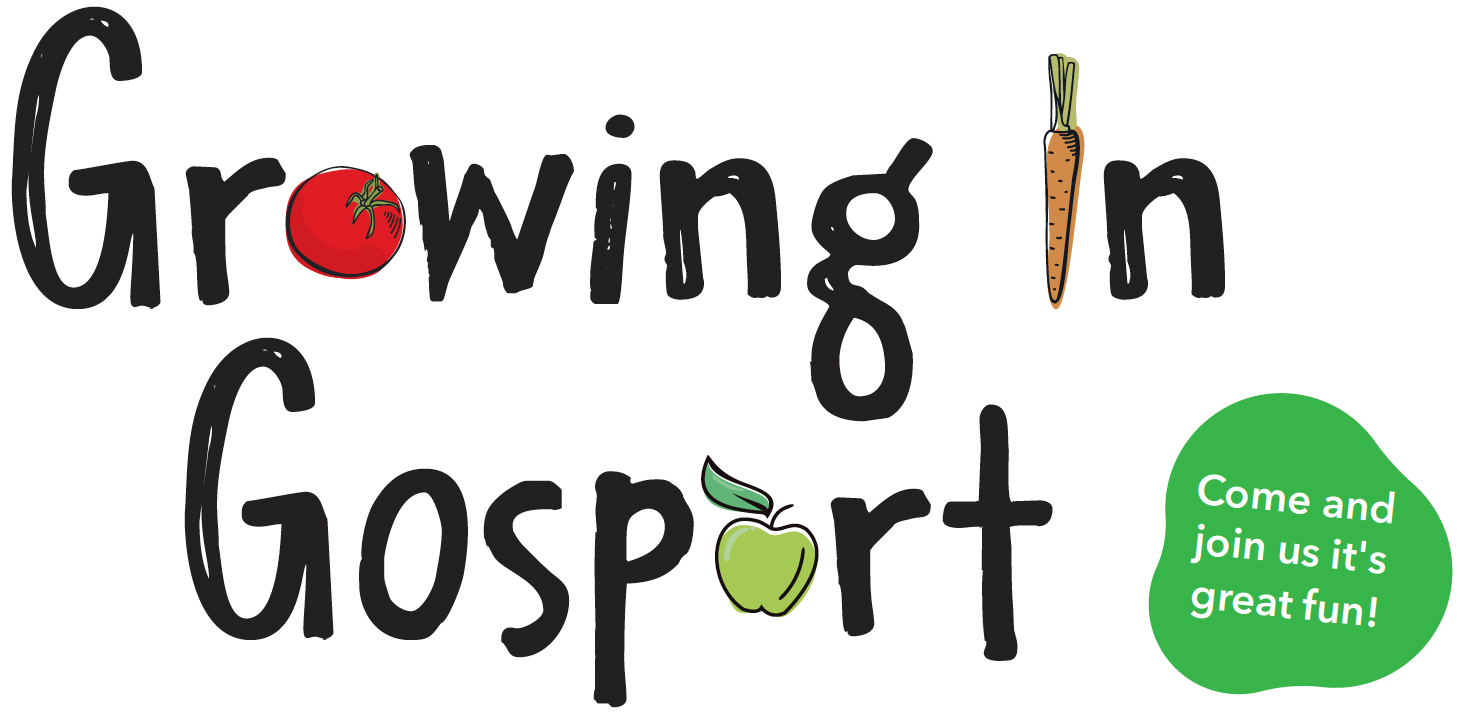 Growing In
Gosport
Come and
join us it's
great fun!